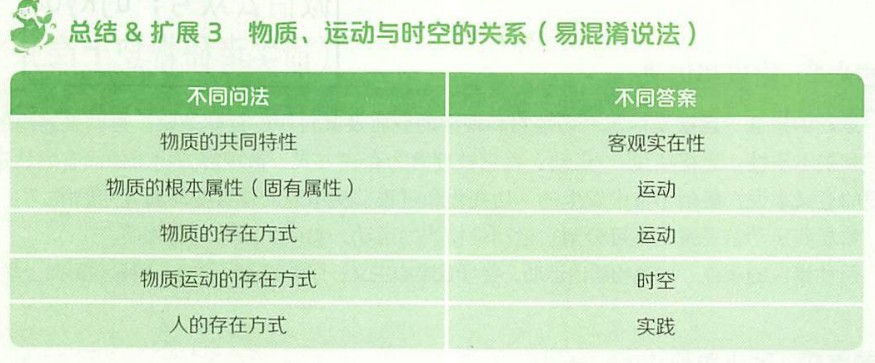 总结 & 扩展 3 物质、运动与时空的关系（易混淆说法）
不同问法 不同答案
物质的共同特性 客观实在性
物质的根本属性（固有属性） 运动
物质的存在方式 运动
物质运动的存在方式 时空
人的存在方式 实践